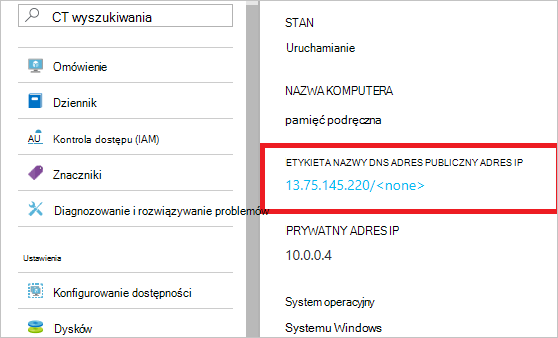 CT wyszukiwania
Omówienie
Dziennik
Kontrola dostępu (IAM)
Znaczniki
Diagnozowanie i rozwiązywanie problemów
Ustawienia
Konfigurowanie dostępności
Dysków
STAN
Uruchamianie
NAZWA KOMPUTERA
pamięć podręczna
ETYKIETA NAZWY DNS ADRES PUBLICZNY ADRES IP
13.75.145.220/<none>
PRYWATNY ADRES IP
10.0.0.4
System operacyjny
Systemu Windows